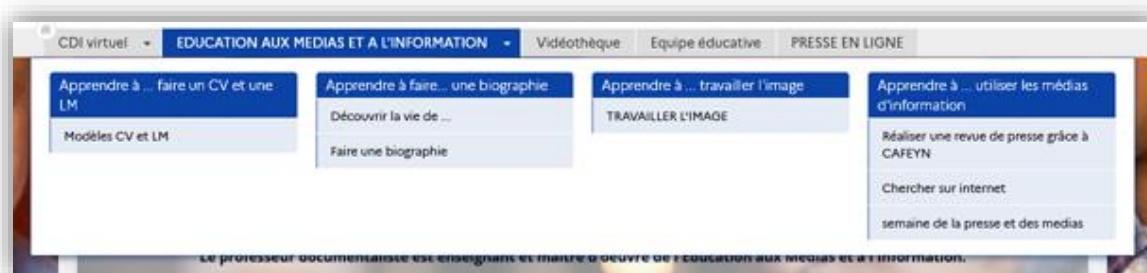 CDI virtuel EDUCATION AUX MEDIAS ET A L'INFORMATION Vidéothèque Equipe éducative PRESSE EN LIGNE
Apprendre à ... faire un CV et une
LM
Modèles CV et LM
Apprendre à faire... une biographie
Découvrir la vie de ...
Faire une biographie
Apprendre à ... travailler l'image
TRAVAILLER L'IMAGE
Apprendre à ... utiliser les médias
d'information
Réaliser une revue de presse grâce à
CAFEYN
Chercher sur internet
semaine de la presse et des medias
Le professeur documentaliste est enseignant et maître d'oeuvre de l'Education aux Médias et à l'Information.